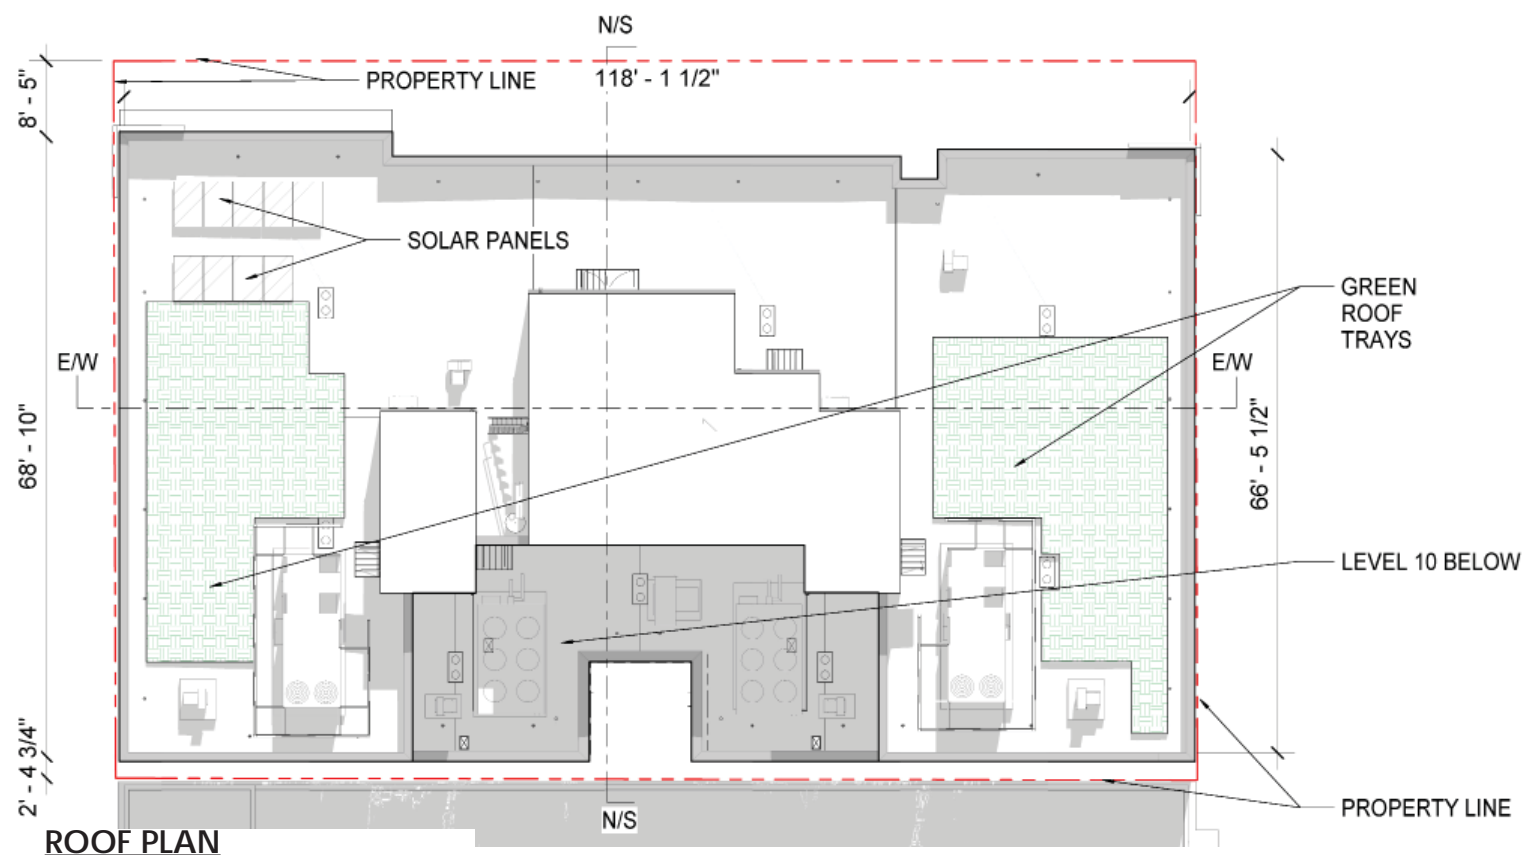 N/S
PROPERTY LINE
118' - 1 1/2"
8' - 5"
SOLAR PANELS
GREEN
ROOF
TRAYS
E/W
E/W
68' - 10"
66' - 5 1/2"
LEVEL 10 BELOW
2' - 4 3/4"
PROPERTY LINE
N/S
ROOF PLAN